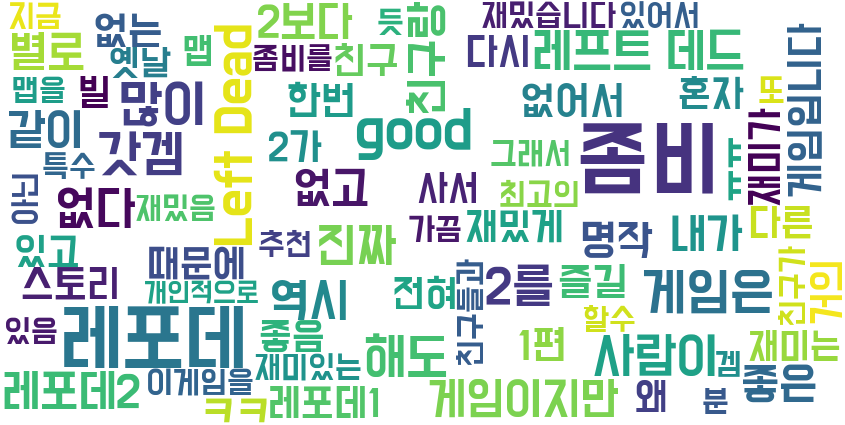 지금
없는
2보다
듯
힝
재밌습니다
있어서
별로
옛날
맵
좀비를
친구
친구
다시
레프트 데드
게임입니다
맵을
빌
많이
Left Dead
한번
없어서
혼자
또
같이
갓겜
2가
good
좀비
ㅠㅠ
재미가
특수
그래서
아닌
없다
재밌음
없고
사서
최고의
다른
있고
때문에
추천
진짜
가끔
재밌게
명작
내가
스토리
개인적으로
역시
전혀
친구들과
2를
즐길
게임은
친구가
거의
있음
레포데
좋음
해도
1편
할수
사람이
겜
재미는
레포데2
이게임을
재미있는
좋은
ㅋㅋ
레포데1
게임이지만
왜
분